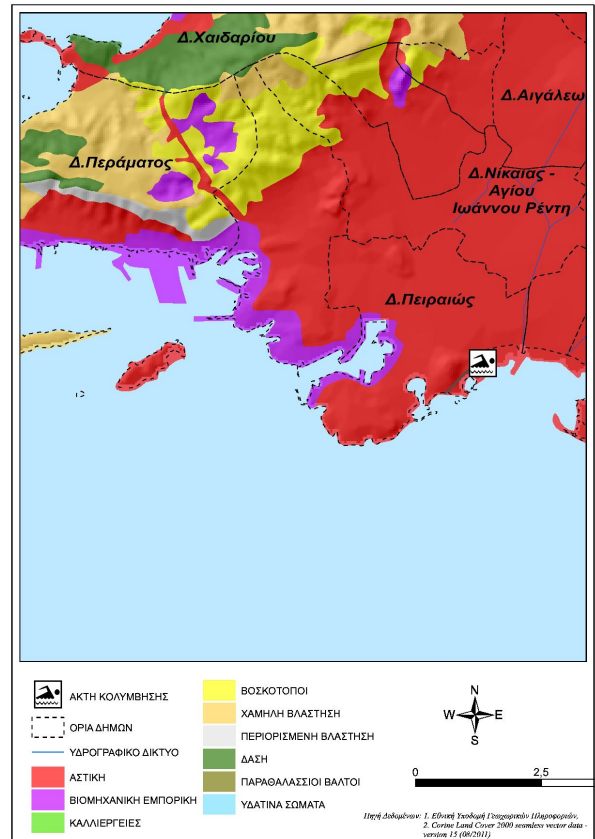 Δ.Χαιδαρίου
Δ.Αιγάλεω
Δ.Περάματος
Δ.Νίκαιας -
Αγίου
Ιωάννου Ρέντη
Δ.Πειραιώς
ΑΚΤΗ ΚΟΛΥΜΒΗΣΗΣ
ΟΡΙΑ ΔΗΜΩΝ
ΥΔΡΟΓΡΑΦΙΚΟ ΔΙΚΤΥΟ
ΑΣΤΙΚΗ
ΒΙΟΜΗΧΑΝΙΚΗ ΕΜΠΟΡΙΚΗ
ΚΑΛΛΙΕΡΓΕΙΕΣ
ΒΟΣΚΟΤΟΠΟΙ
ΧΑΜΗΛΗ ΒΛΑΣΤΗΣΗ
ΠΕΡΙΟΡΙΣΜΕΝΗ ΒΛΑΣΤΗΣΗ
ΔΑΣΗ
ΠΑΡΑΘΑΛΑΣΣΙΟΙ ΒΑΛΤΟΙ
ΥΔΑΤΙΝΑ ΣΩΜΑΤΑ
N
W E
S
0 2,5
Πηγή Δεδομένων: 1. Εθνική Υποδομή Γεωχωρικών Πληροφοριών,
2. Corine Land Cover 2000 seamless vector data -
version 15 (08/2011)